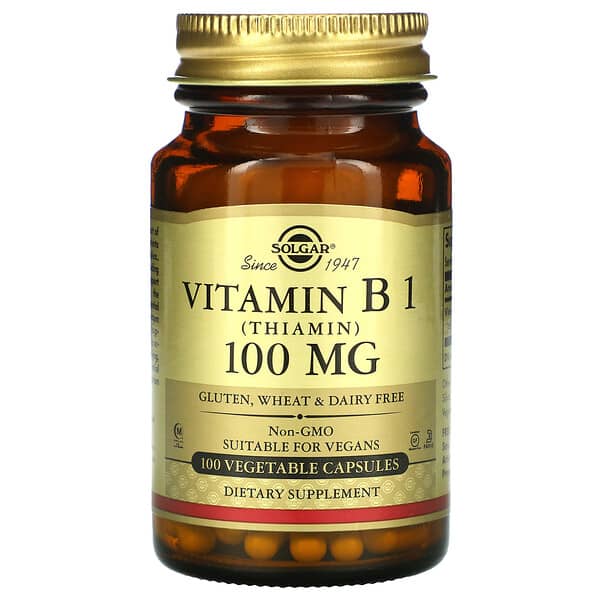 SOLGAR®
Since 1947
VITAMIN B 1
(THIAMIN)
100 MG
GLUTEN, WHEAT & DAIRY FREE
Non-GMO
SUITABLE FOR VEGANS
100 VEGETABLE CAPSULES
DIETARY SUPPLEMENT